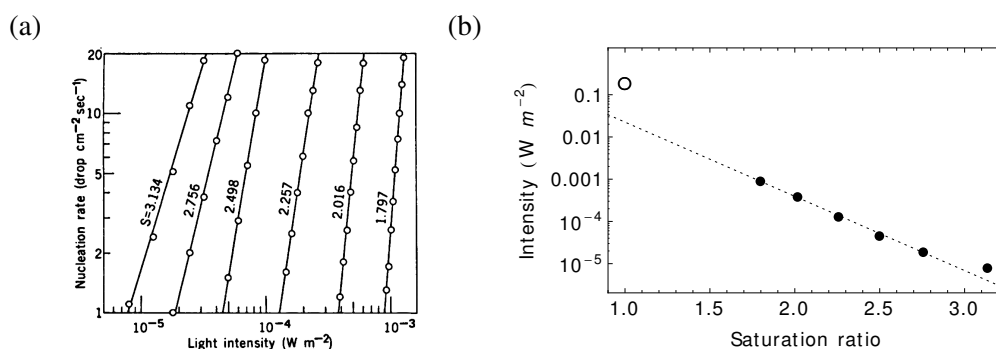 (a)
(b)
20
10
5
2
1
Nucleation rate (drop cm⁻² sec⁻¹)
S=3.134
2.756
2.498
2.257
2.016
1.797
10⁻⁵
10⁻⁴
10⁻³
Light intensity (W m⁻²)
Intensity (W m⁻²)
0.1
0.01
0.001
10⁻⁴
10⁻⁵
1.0 1.5 2.0 2.5 3.0
Saturation ratio